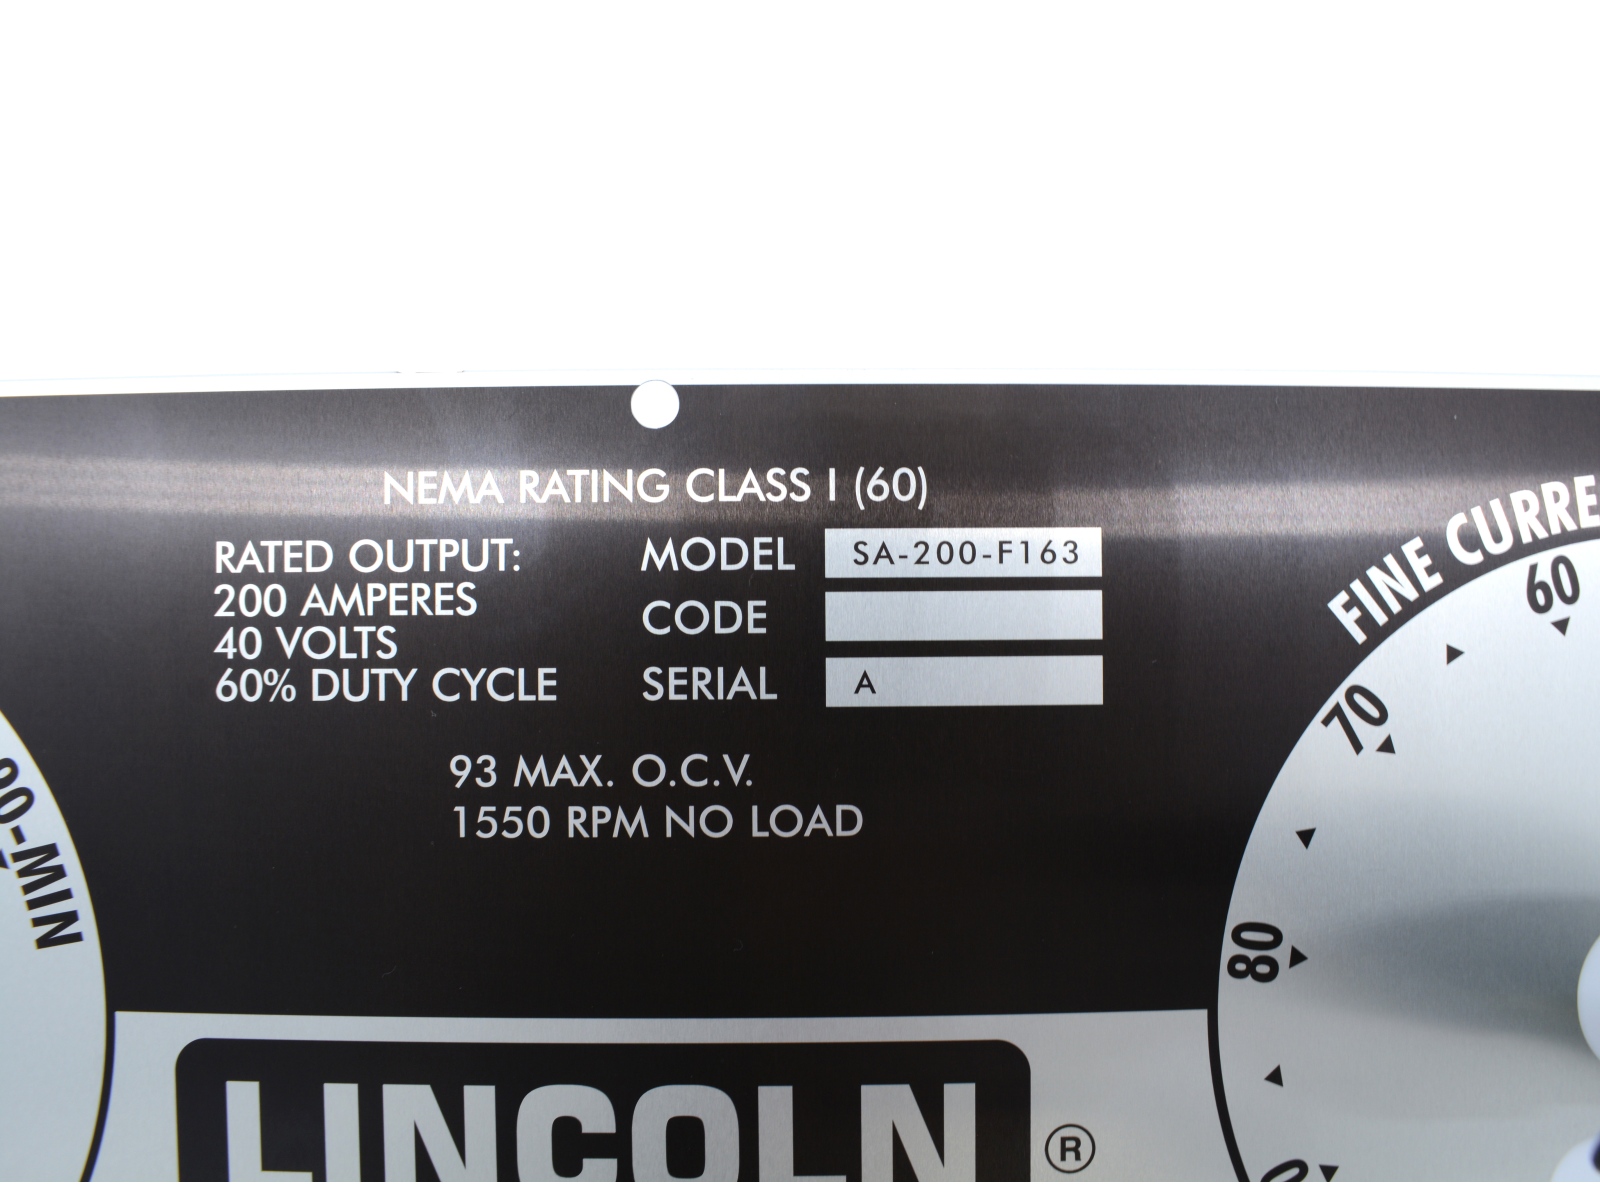 NEMA RATING CLASS I (60)
RATED OUTPUT:
200 AMPERES
40 VOLTS
60% DUTY CYCLE
MODEL SA-200-F163
CODE
SERIAL A
93 MAX. O.C.V.
1550 RPM NO LOAD
FINE
60
70
80
MIN
LINCOLN ®